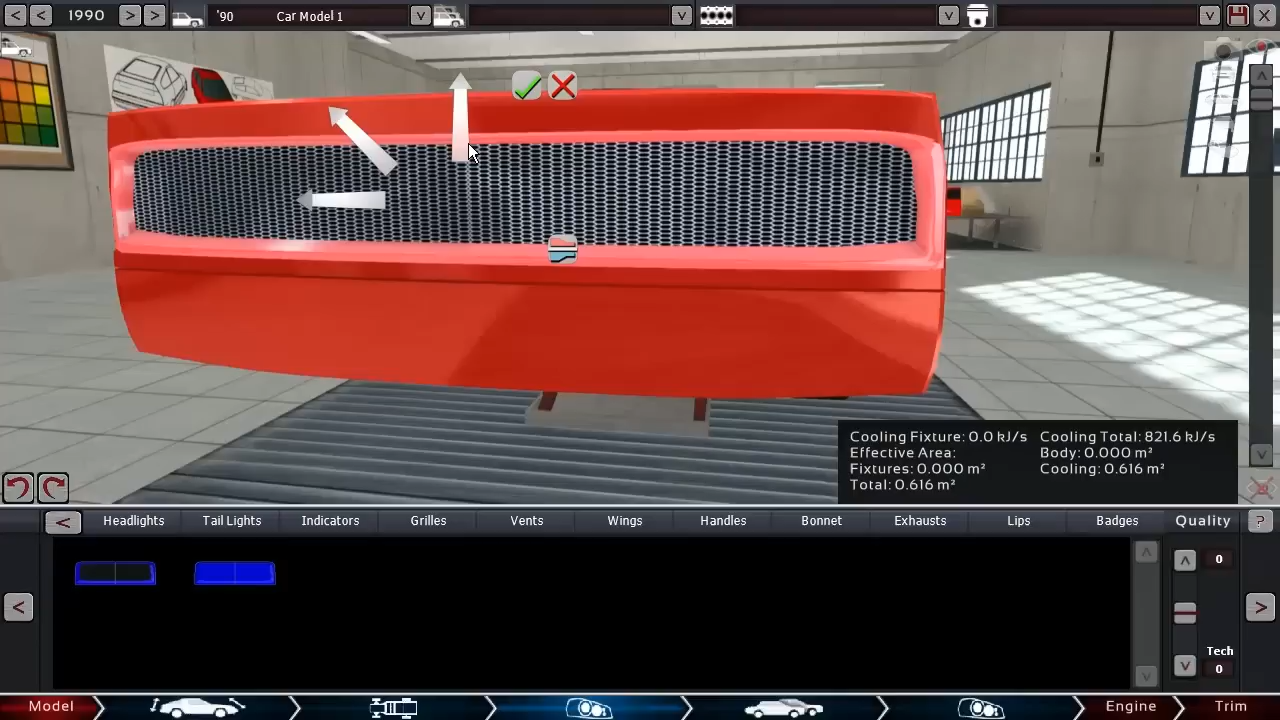 1990
'90 Car Model 1
Cooling Fixture: 0.0 kJ/s Cooling Total: 821.6 kJ/s
Effective Area: Body: 0.000 m²
Fixtures: 0.000 m² Cooling: 0.616 m²
Total: 0.616 m²
Headlights Tail Lights Indicators Grilles Vents Wings Handles Bonnet Exhausts Lips Badges Quality ?
0
Tech
0
Model Engine Trim